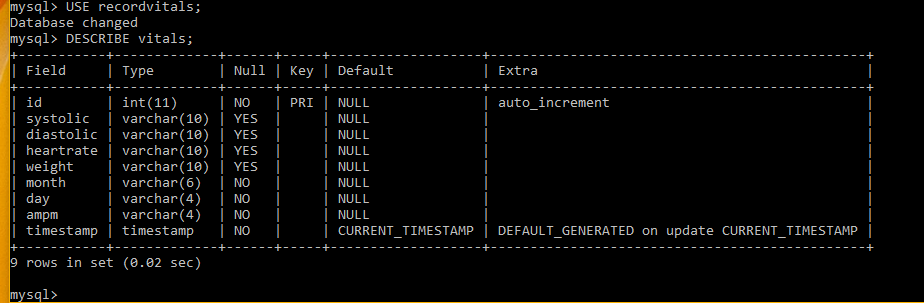 mysql> USE recordvitals;
Database changed
mysql> DESCRIBE vitals;
+-----------+-------------+------+-----+-------------------+-----------------------------------------------+
| Field     | Type        | Null | Key | Default           | Extra                                         |
+-----------+-------------+------+-----+-------------------+-----------------------------------------------+
| id        | int(11)     | NO   | PRI | NULL              | auto_increment                                |
| systolic  | varchar(10) | YES  |     | NULL              |                                               |
| diastolic | varchar(10) | YES  |     | NULL              |                                               |
| heartrate | varchar(10) | YES  |     | NULL              |                                               |
| weight    | varchar(10) | YES  |     | NULL              |                                               |
| month     | varchar(6)  | NO   |     | NULL              |                                               |
| day       | varchar(4)  | NO   |     | NULL              |                                               |
| ampm      | varchar(4)  | NO   |     | NULL              |                                               |
| timestamp | timestamp   | NO   |     | CURRENT_TIMESTAMP | DEFAULT_GENERATED on update CURRENT_TIMESTAMP |
+-----------+-------------+------+-----+-------------------+-----------------------------------------------+
9 rows in set (0.02 sec)
mysql>